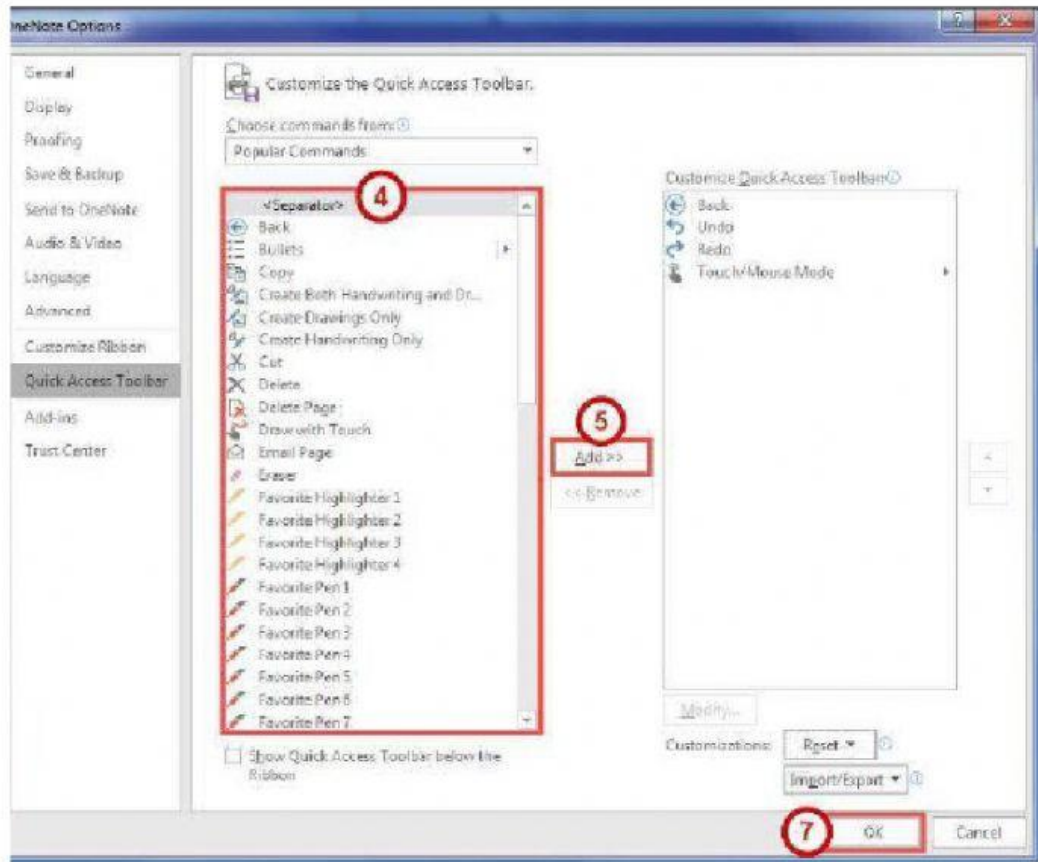 OneNote Options
General
Display
Proofing
Save & Backup
Send to OneNote
Audio & Video
Language
Advanced
Customize Ribbon
Quick Access Toolbar
Add-ins
Trust Center
Customize the Quick Access Toolbar.
Choose commands from:
Popular Commands
4
<Separator>
Back
Bullets
Copy
Create Both Handwriting and Dr...
Create Drawings Only
Create Handwriting Only
Cut
Delete
Delete Page
Draw with Touch
Email Page
Eraser
Favorite Highlighter 1
Favorite Highlighter 2
Favorite Highlighter 3
Favorite Highlighter 4
Favorite Pen 1
Favorite Pen 2
Favorite Pen 3
Favorite Pen 4
Favorite Pen 5
Favorite Pen 6
Favorite Pen 7
Show Quick Access Toolbar below the
Ribbon
5
Add >>
<< Remove
Customize Quick Access Toolbar
Back
Undo
Redo
Touch/Mouse Mode
Modify...
Customizations: Reset
Import/Export
7
OK
Cancel